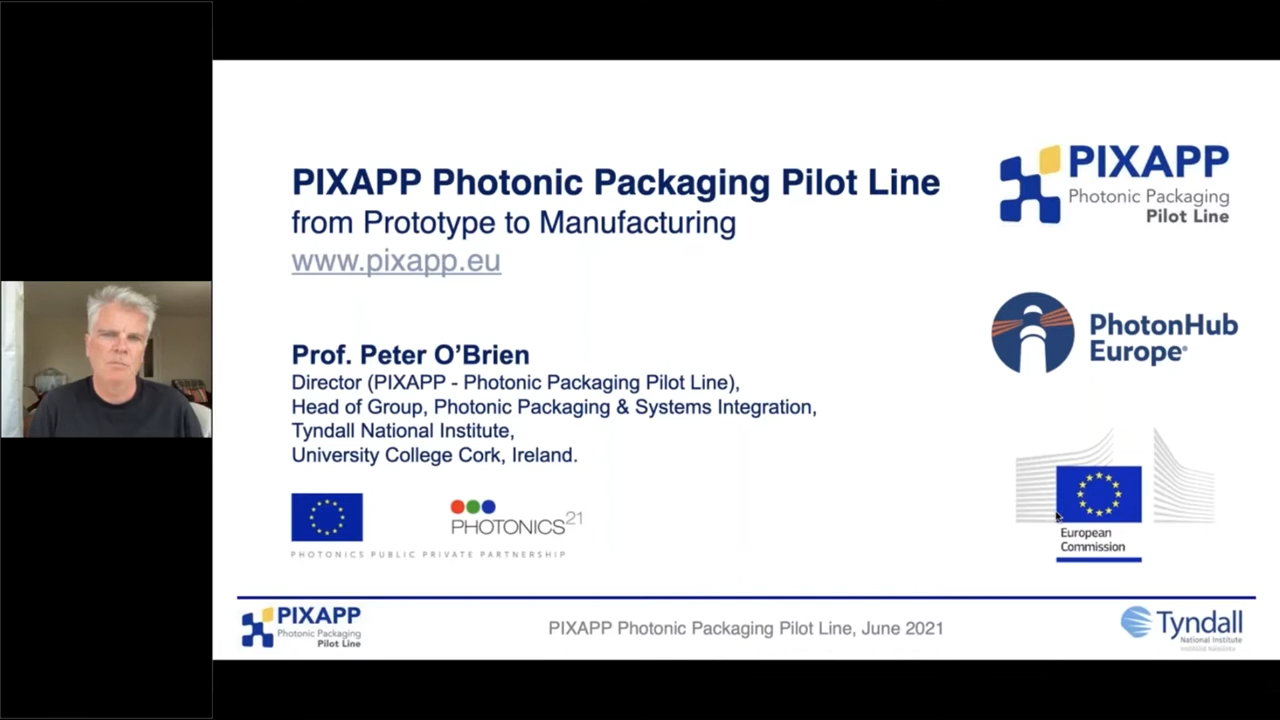 PIXAPP Photonic Packaging Pilot Line
from Prototype to Manufacturing
www.pixapp.eu
Prof. Peter O’Brien
Director (PIXAPP - Photonic Packaging Pilot Line),
Head of Group, Photonic Packaging & Systems Integration,
Tyndall National Institute,
University College Cork, Ireland.
PHOTONICS21
PHOTONICS PUBLIC PRIVATE PARTNERSHIP
PIXAPP
Photonic Packaging
Pilot Line
PhotonHub
Europe
European
Commission
PIXAPP
Photonic Packaging
Pilot Line
PIXAPP Photonic Packaging Pilot Line, June 2021
Tyndall
National Institute